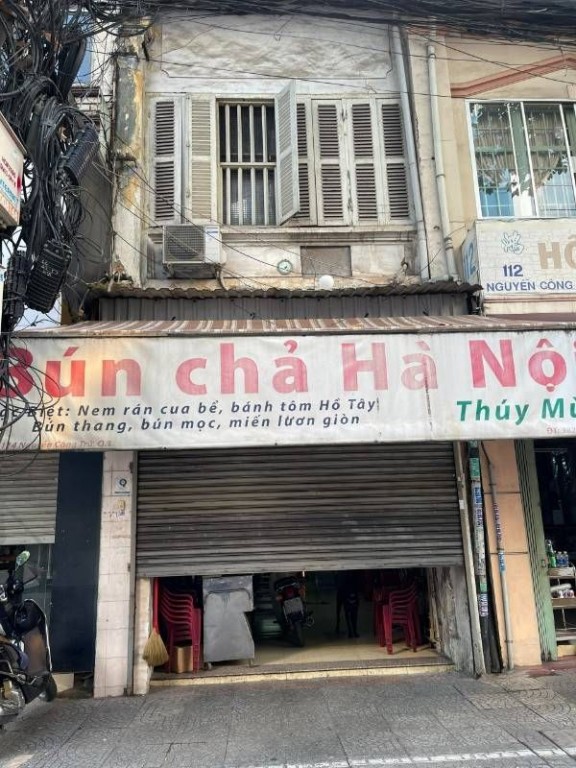 Bún chả Hà Nội
Biệt: Nem rán cua bể, bánh tôm Hồ Tây
Bún thang, bún mọc, miến lươn giòn
Thúy
112
NGUYỄN CÔNG